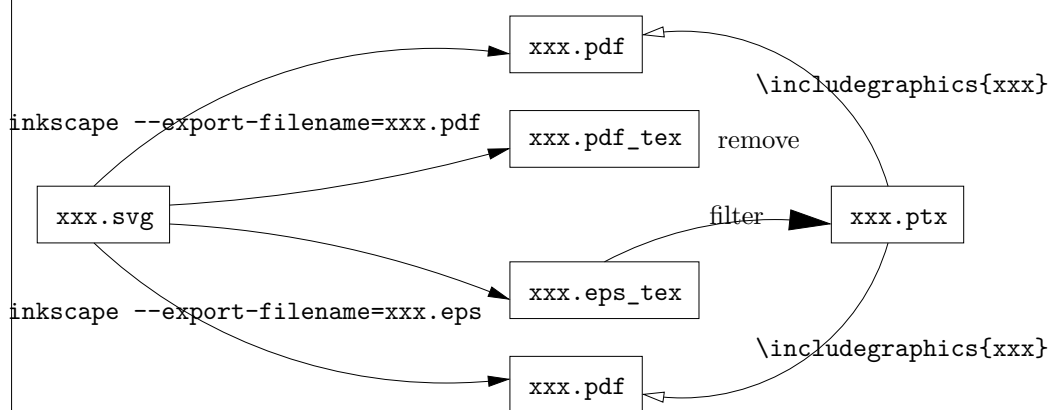 xxx.pdf
\includegraphics{xxx}
inkscape --export-filename=xxx.pdf
xxx.pdf_tex
remove
xxx.svg
filter
xxx.ptx
xxx.eps_tex
inkscape --export-filename=xxx.eps
\includegraphics{xxx}
xxx.pdf